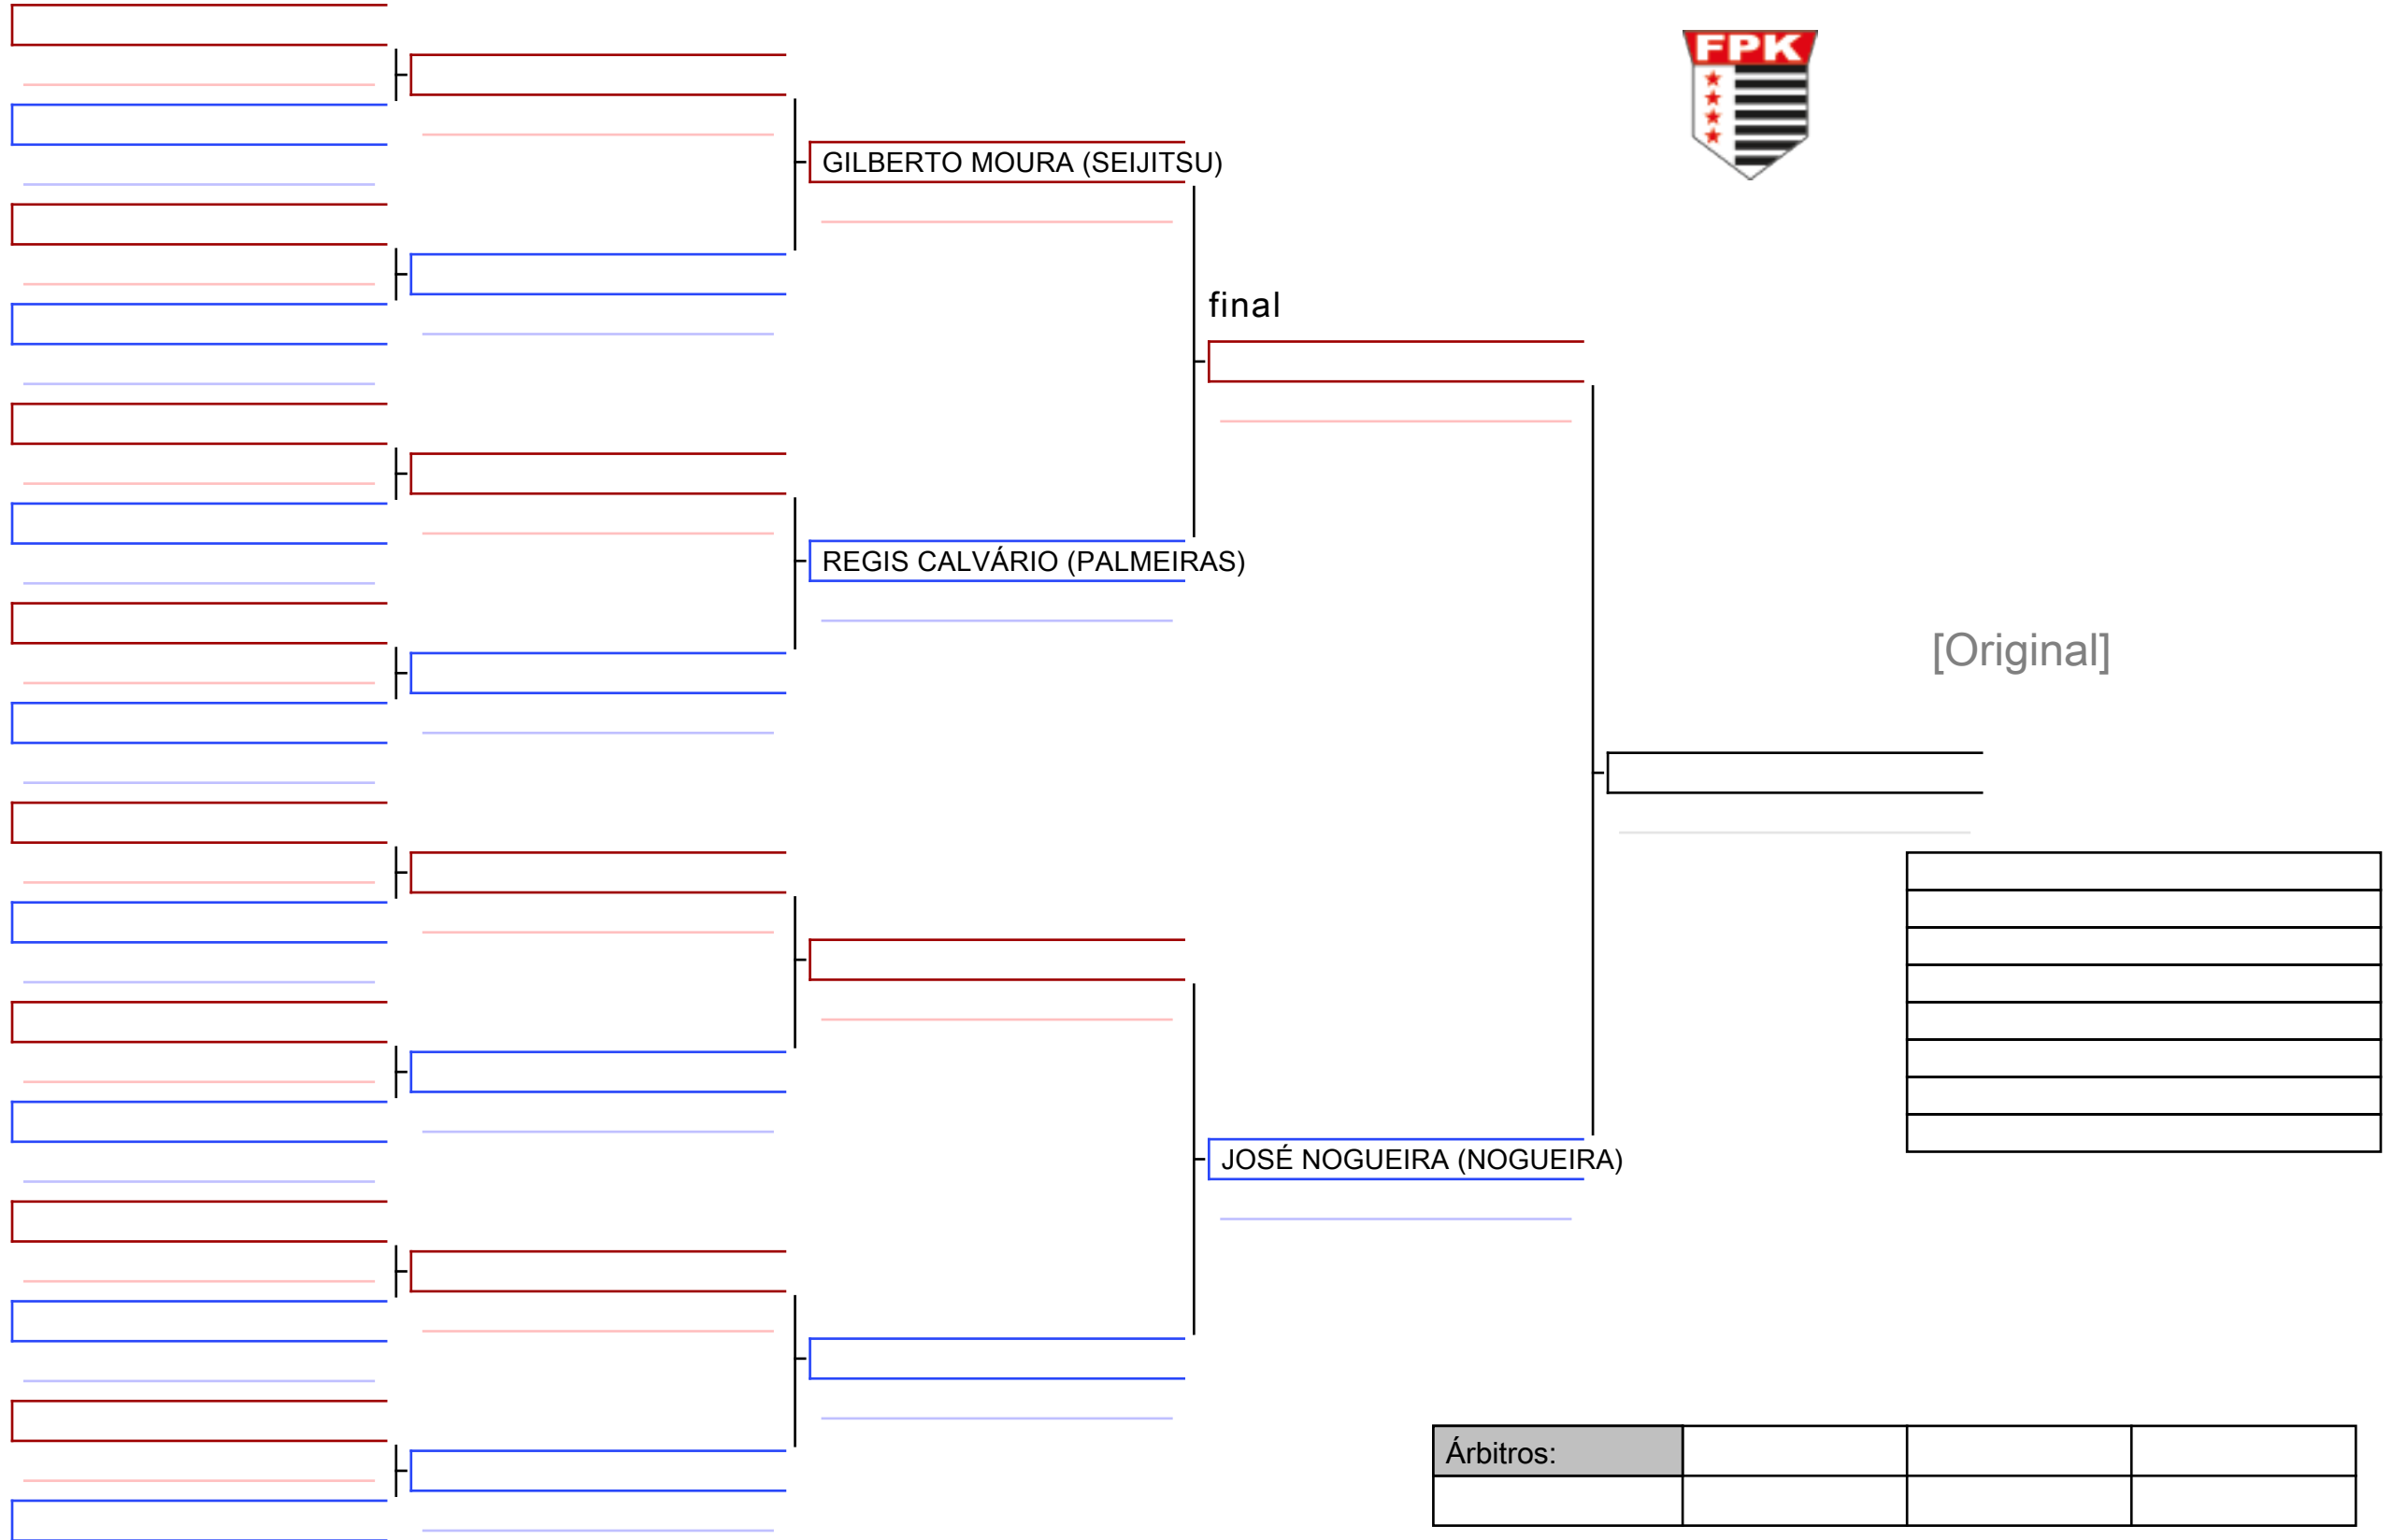 FPK
GILBERTO MOURA (SEIJITSU)
final
REGIS CALVÁRIO (PALMEIRAS)
[Original]
JOSÉ NOGUEIRA (NOGUEIRA)
Árbitros: